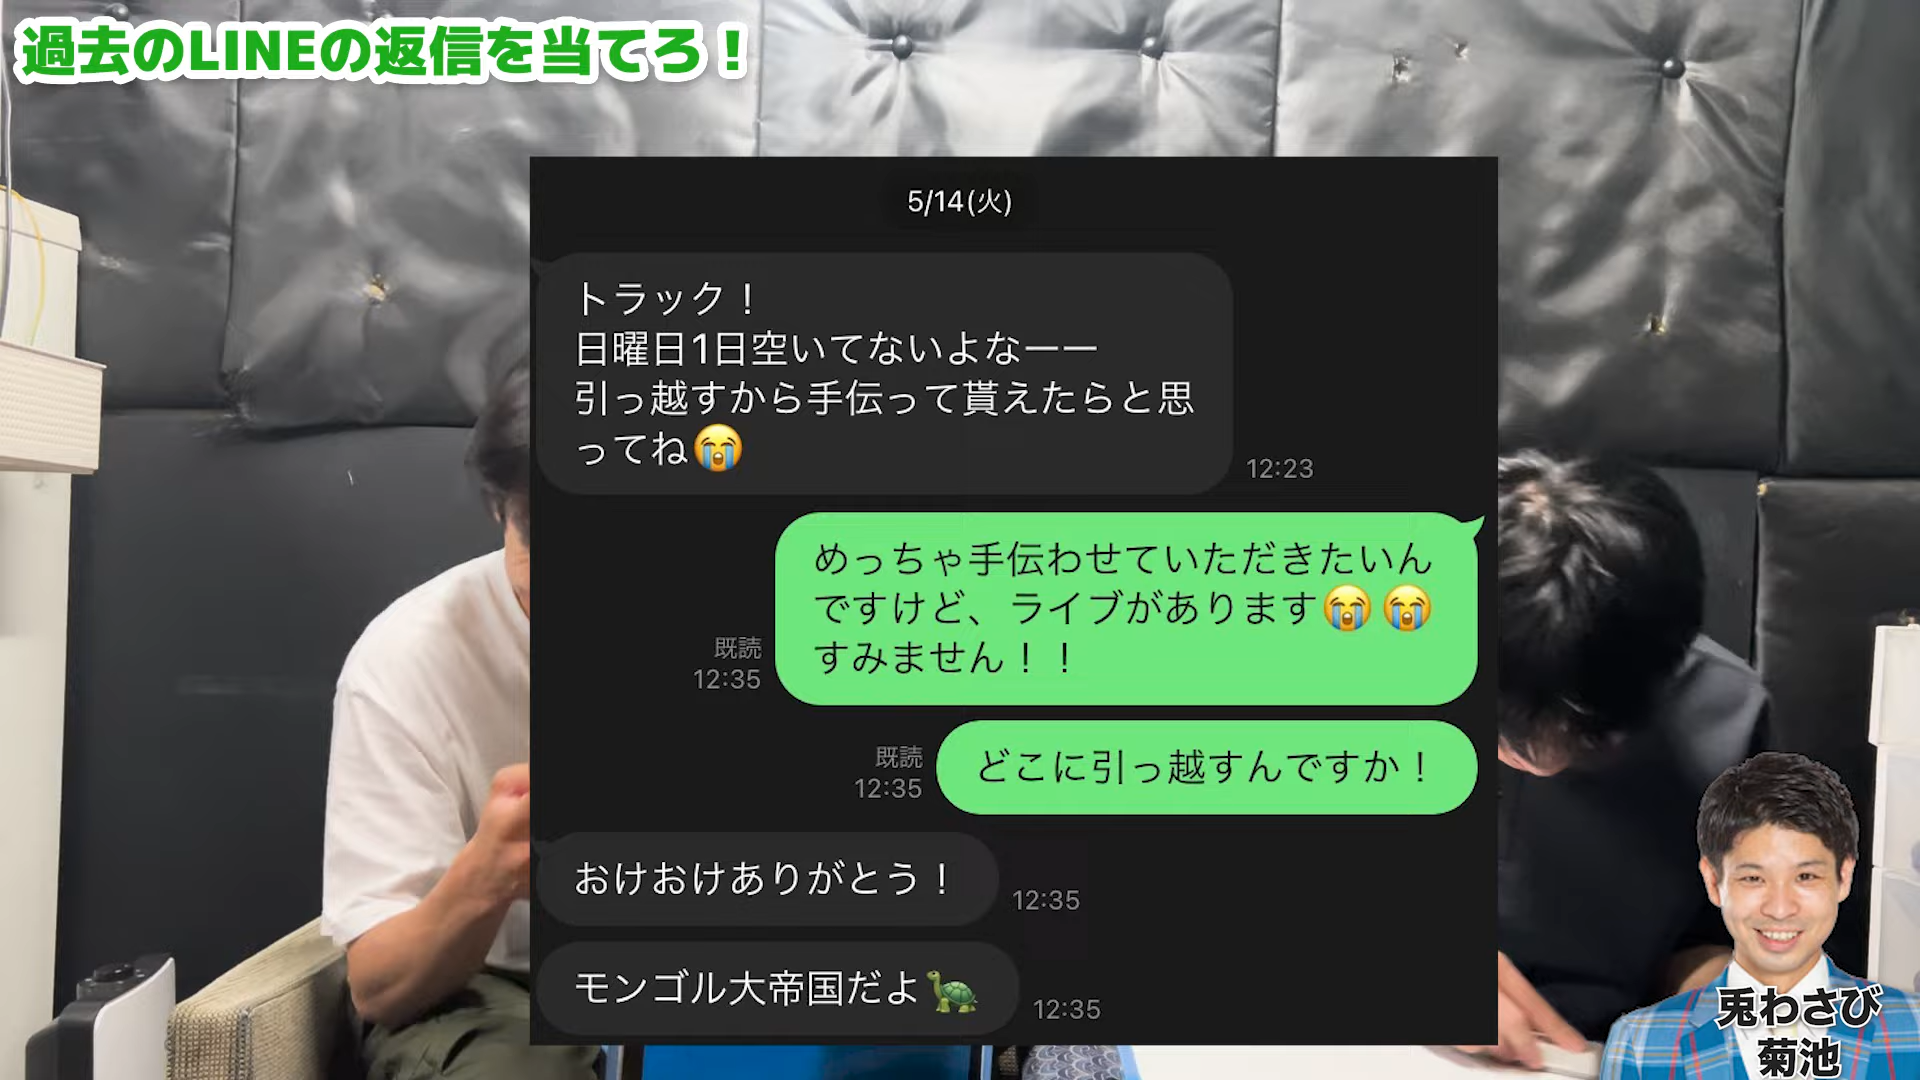 過去のLINEの返信を当てろ！
5/14(火)
トラック！
日曜日1日空いてないよなーー
引っ越すから手伝って貰えたらと思
ってね😭
12:23
めっちゃ手伝わせていただきたいん
ですけど、ライブがあります😭😭
すみません！！
既読
12:35
どこに引っ越すんですか！
既読
12:35
おけおけありがとう！
12:35
モンゴル大帝国だよ🐢
12:35
兎わさび
菊池